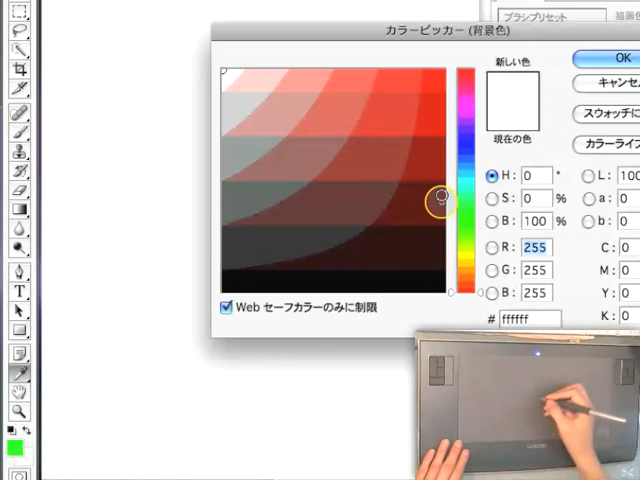 ブラシプリセット
描画色
カラーピッカー (背景色)
新しい色
OK
キャンセ
スウォッチに
現在の色
カラーライブ
H: 0 °
L: 100
S: 0 %
a: 0
B: 100 %
b: 0
R: 255
C: 0
G: 255
M: 0
B: 255
Y: 0
# ffffff
K: 0
Web セーフカラーのみに制限
T